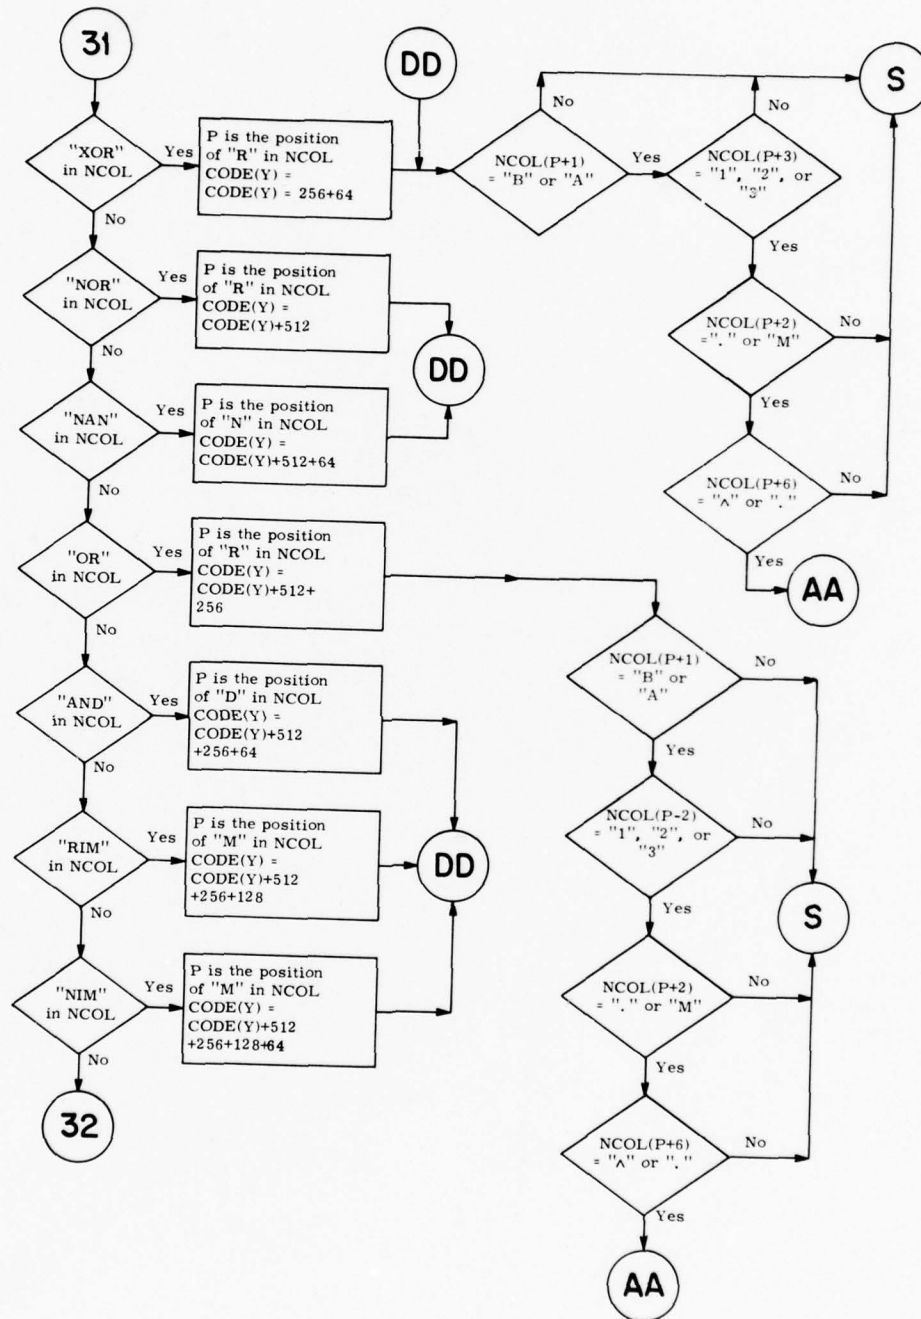 31
DD
S
"XOR"
in NCOL
Yes
P is the position
of "R" in NCOL
CODE(Y) =
CODE(Y) = 256+64
NCOL(P+1)
= "B" or "A"
No
Yes
NCOL(P+3)
= "1", "2", or
"3"
No
Yes
No
"NOR"
in NCOL
Yes
P is the position
of "R" in NCOL
CODE(Y) =
CODE(Y)+512
DD
NCOL(P+2)
="." or "M"
No
Yes
No
"NAN"
in NCOL
Yes
P is the position
of "N" in NCOL
CODE(Y) =
CODE(Y)+512+64
NCOL(P+6)
= "^" or "."
No
Yes
AA
No
"OR"
in NCOL
Yes
P is the position
of "R" in NCOL
CODE(Y) =
CODE(Y)+512+
256
No
NCOL(P+1)
= "B" or
"A"
No
Yes
"AND"
in NCOL
Yes
P is the position
of "D" in NCOL
CODE(Y) =
CODE(Y)+512
+256+64
No
NCOL(P-2)
= "1", "2", or
"3"
No
Yes
"RIM"
in NCOL
Yes
P is the position
of "M" in NCOL
CODE(Y) =
CODE(Y)+512
+256+128
DD
S
No
"NIM"
in NCOL
Yes
P is the position
of "M" in NCOL
CODE(Y) =
CODE(Y)+512
+256+128+64
No
32
NCOL(P+2)
= "." or "M"
No
Yes
NCOL(P+6)
= "^" or "."
No
Yes
AA